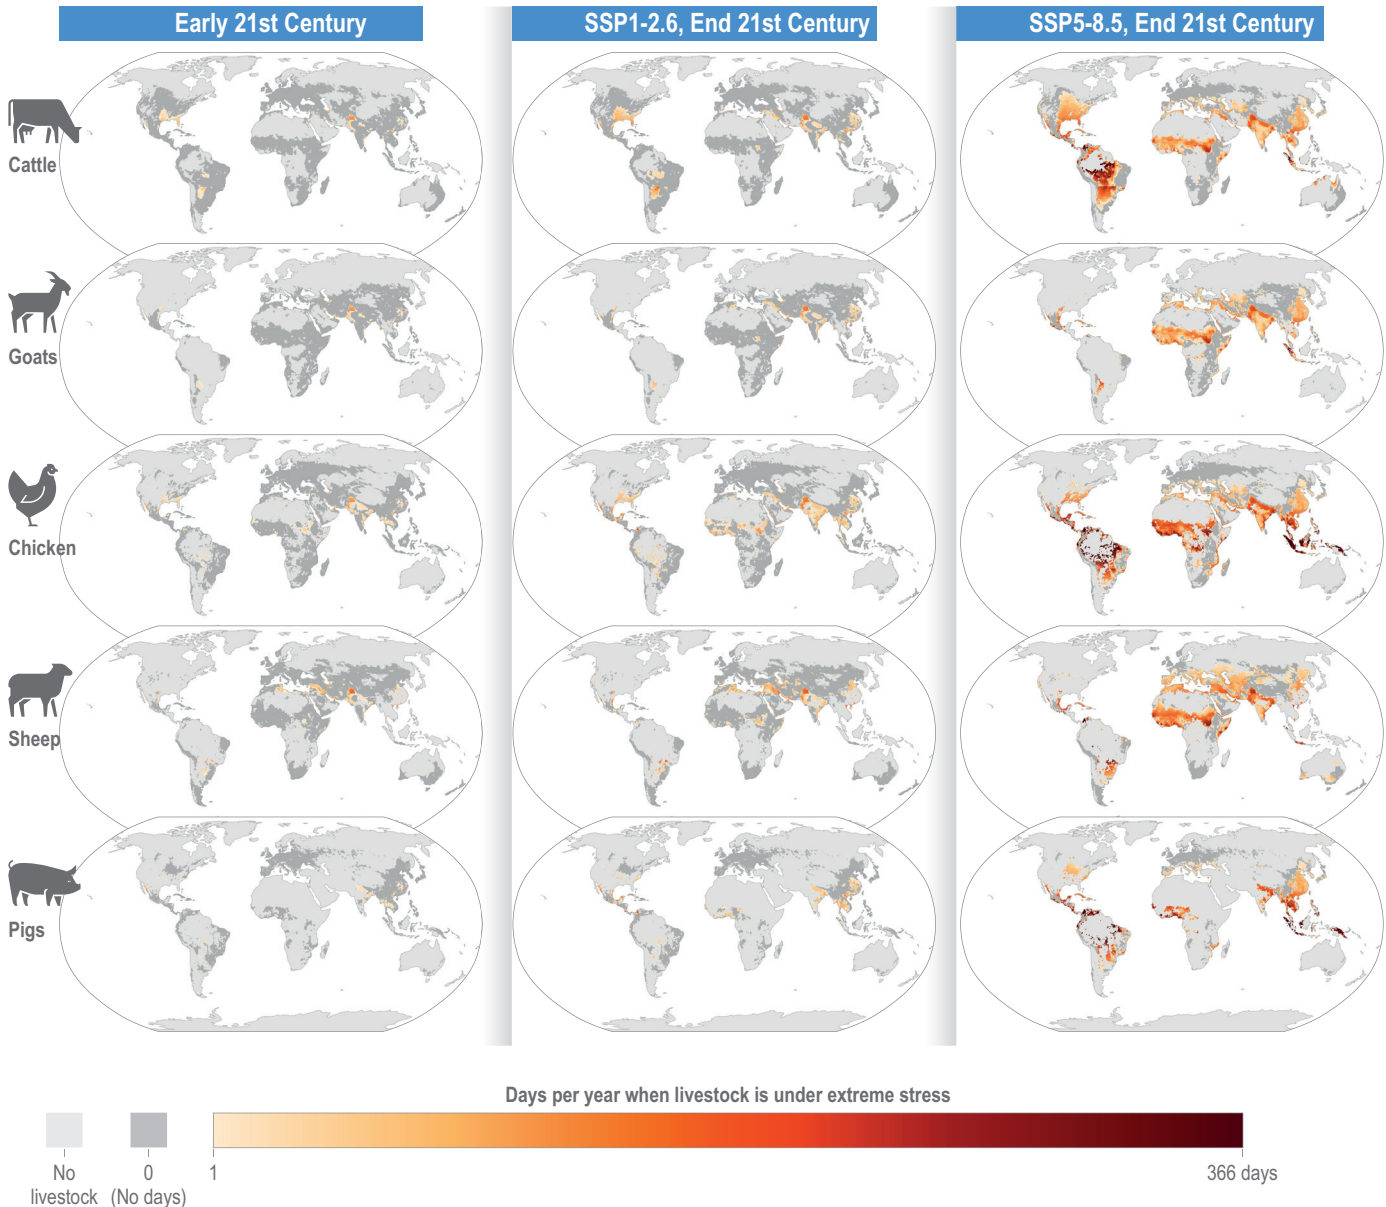 Early 21st Century
SSP1-2.6, End 21st Century
SSP5-8.5, End 21st Century
Cattle
Goats
Chicken
Sheep
Pigs
Days per year when livestock is under extreme stress
No
livestock
0
(No days)
1
366 days